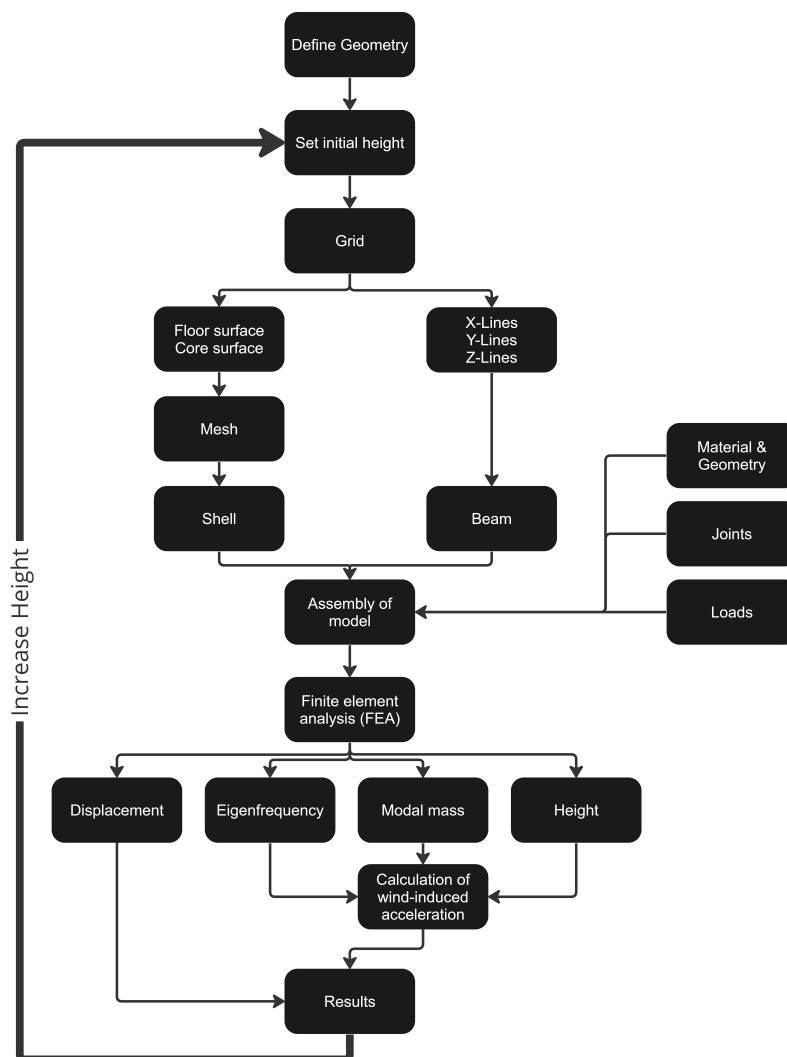 Define Geometry
Set initial height
Grid
Floor surface
Core surface
X-Lines
Y-Lines
Z-Lines
Mesh
Material &
Geometry
Shell
Beam
Joints
Increase Height
Assembly of
model
Loads
Finite element
analysis (FEA)
Displacement
Eigenfrequency
Modal mass
Height
Calculation of
wind-induced
acceleration
Results